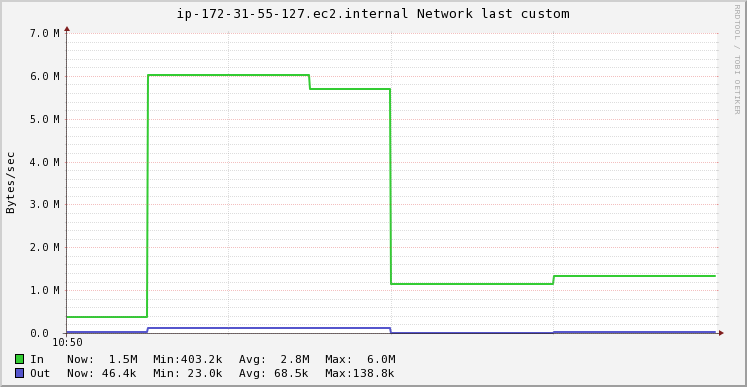 ip-172-31-55-127.ec2.internal Network last custom
RRDTOOL / TOBI OETIKER
Bytes/sec
7.0 M
6.0 M
5.0 M
4.0 M
3.0 M
2.0 M
1.0 M
0.0
10:50
In Now: 1.5M Min:403.2k Avg: 2.8M Max: 6.0M
Out Now: 46.4k Min: 23.0k Avg: 68.5k Max:138.8k